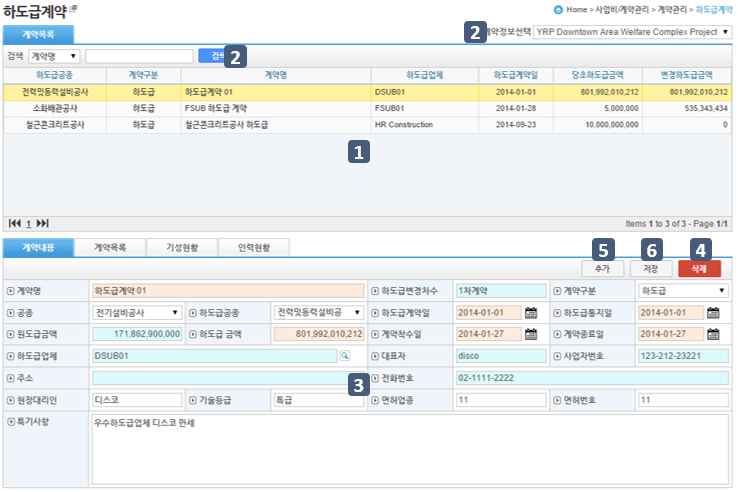 하도급계약
Home > 사업비/계약관리 > 계약관리 > 하도급계약
계약목록
2 계약정보선택 YRP Downtown Area Welfare Complex Project
검색 계약명 검색 2
하도급공종 계약구분 계약명 하도급업체 하도급계약일 당초하도급금액 변경하도급금액
전력및동력설비공사 하도급 하도급계약 01 DSUB01 2014-01-01 801,992,010,212 801,992,010,212
소화배관공사 하도급 FSUB 하도급 계약 FSUB01 2014-01-28 5,000,000 535,343,434
철근콘크리트공사 하도급 철근콘크리트공사 하도급 HR Construction 2014-09-23 10,000,000,000 0
1
1 Items 1 to 3 of 3 - Page 1/1
계약내용 계약목록 기성현황 인력현황
5 6 4
추가 저장 삭제
계약명 하도급계약 01 하도급변경차수 1차계약 계약구분 하도급
공종 전기설비공사 하도급공종 전력및동력설비공 하도급계약일 2014-01-01 하도급통지일 2014-01-01
원도급금액 171,862,900,000 하도급 금액 801,992,010,212 계약착수일 2014-01-27 계약종료일 2014-01-27
하도급업체 DSUB01 대표자 disco 사업자번호 123-212-23221
주소 3 전화번호 02-1111-2222
현장대리인 디스코 기술등급 특급 면허업종 11 면허번호 11
특기사항 우수하도급업체 디스코 만세